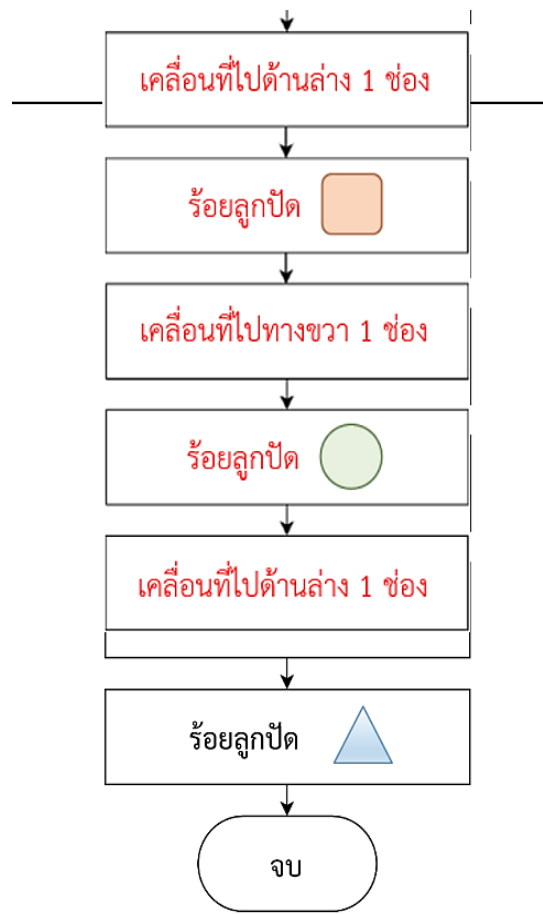 เคลื่อนที่ไปด้านล่าง 1 ช่อง
ร้อยลูกปัด
เคลื่อนที่ไปทางขวา 1 ช่อง
ร้อยลูกปัด
เคลื่อนที่ไปด้านล่าง 1 ช่อง
ร้อยลูกปัด
จบ